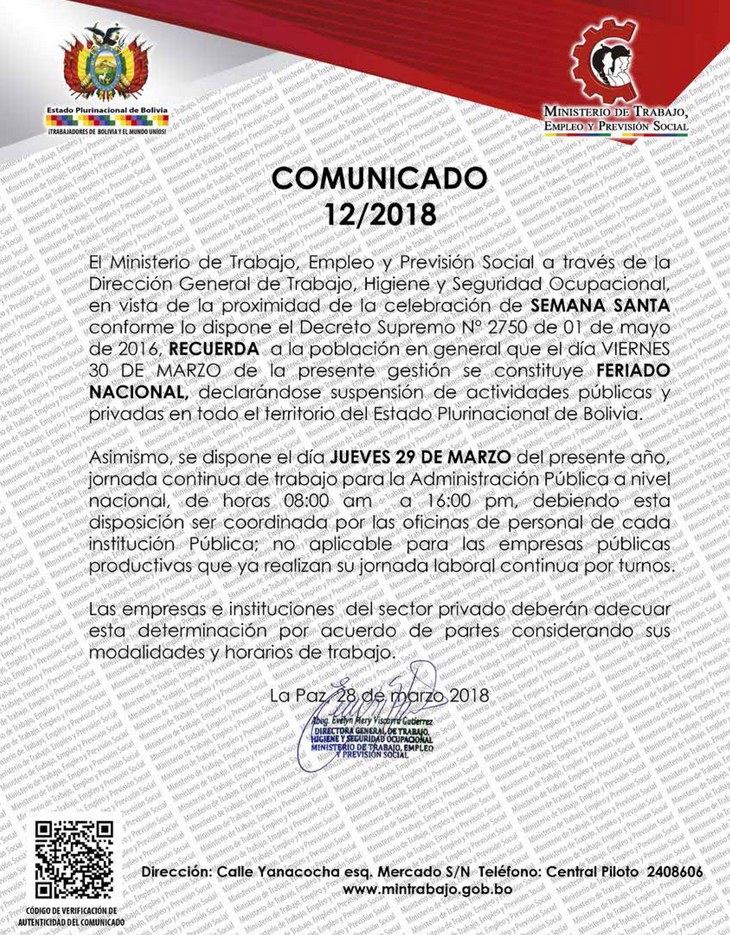 Estado Plurinacional de Bolivia
¡TRABAJADORES DE BOLIVIA Y EL MUNDO UNIOS!
MINISTERIO DE TRABAJO,
EMPLEO Y PREVISIÓN SOCIAL
COMUNICADO
12/2018
El Ministerio de Trabajo, Empleo y Previsión Social a través de la
Dirección General de Trabajo, Higiene y Seguridad Ocupacional,
en vista de la proximidad de la celebración de SEMANA SANTA
conforme lo dispone el Decreto Supremo Nº 2750 de 01 de mayo
de 2016, RECUERDA a la población en general que el día VIERNES
30 DE MARZO de la presente gestión se constituye FERIADO
NACIONAL, declarándose suspensión de actividades públicas y
privadas en todo el territorio del Estado Plurinacional de Bolivia.
Asimismo, se dispone el día JUEVES 29 DE MARZO del presente año,
jornada continua de trabajo para la Administración Pública a nivel
nacional, de horas 08:00 am a 16:00 pm, debiendo esta
disposición ser coordinada por las oficinas de personal de cada
institución Pública; no aplicable para las empresas públicas
productivas que ya realizan su jornada laboral continua por turnos.
Las empresas e instituciones del sector privado deberán adecuar
esta determinación por acuerdo de partes considerando sus
modalidades y horarios de trabajo.
La Paz, 28 de marzo 2018
Abog. Evelyn Mery Viscarra Gutierrez
DIRECTORA GENERAL DE TRABAJO,
HIGIENE Y SEGURIDAD OCUPACIONAL
MINISTERIO DE TRABAJO, EMPLEO
Y PREVISIÓN SOCIAL
Dirección: Calle Yanacocha esq. Mercado S/N Teléfono: Central Piloto 2408606
www.mintrabajo.gob.bo
CÓDIGO DE VERIFICACIÓN DE
AUTENTICIDAD DEL COMUNICADO